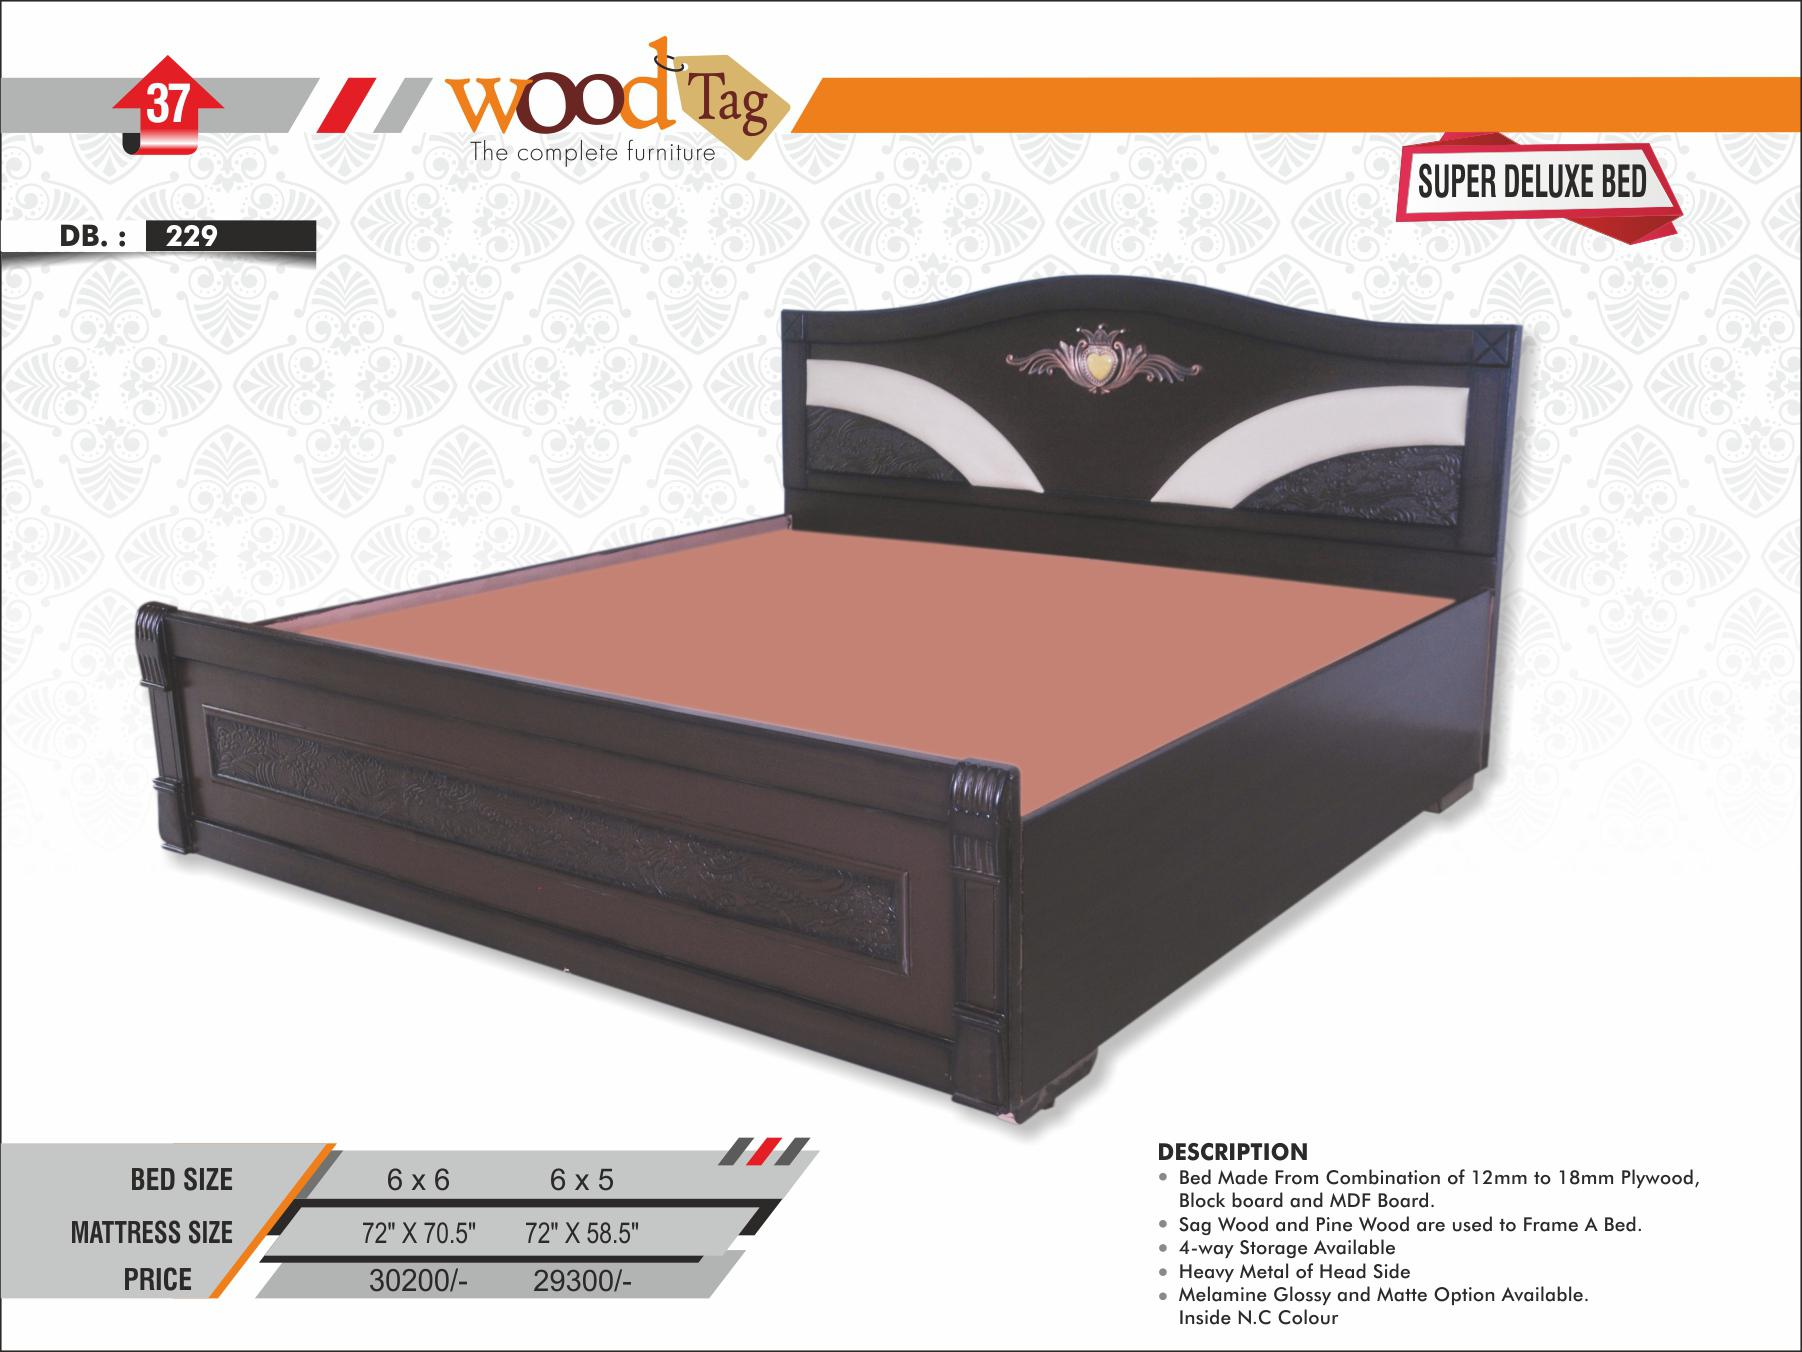 37
wood Tag
The complete furniture
SUPER DELUXE BED
DB. : 229
BED SIZE 6 x 6 6 x 5
MATTRESS SIZE 72" X 70.5" 72" X 58.5"
PRICE 30200/- 29300/-
DESCRIPTION
• Bed Made From Combination of 12mm to 18mm Plywood,
Block board and MDF Board.
• Sag Wood and Pine Wood are used to Frame A Bed.
• 4-way Storage Available
• Heavy Metal of Head Side
• Melamine Glossy and Matte Option Available.
Inside N.C Colour